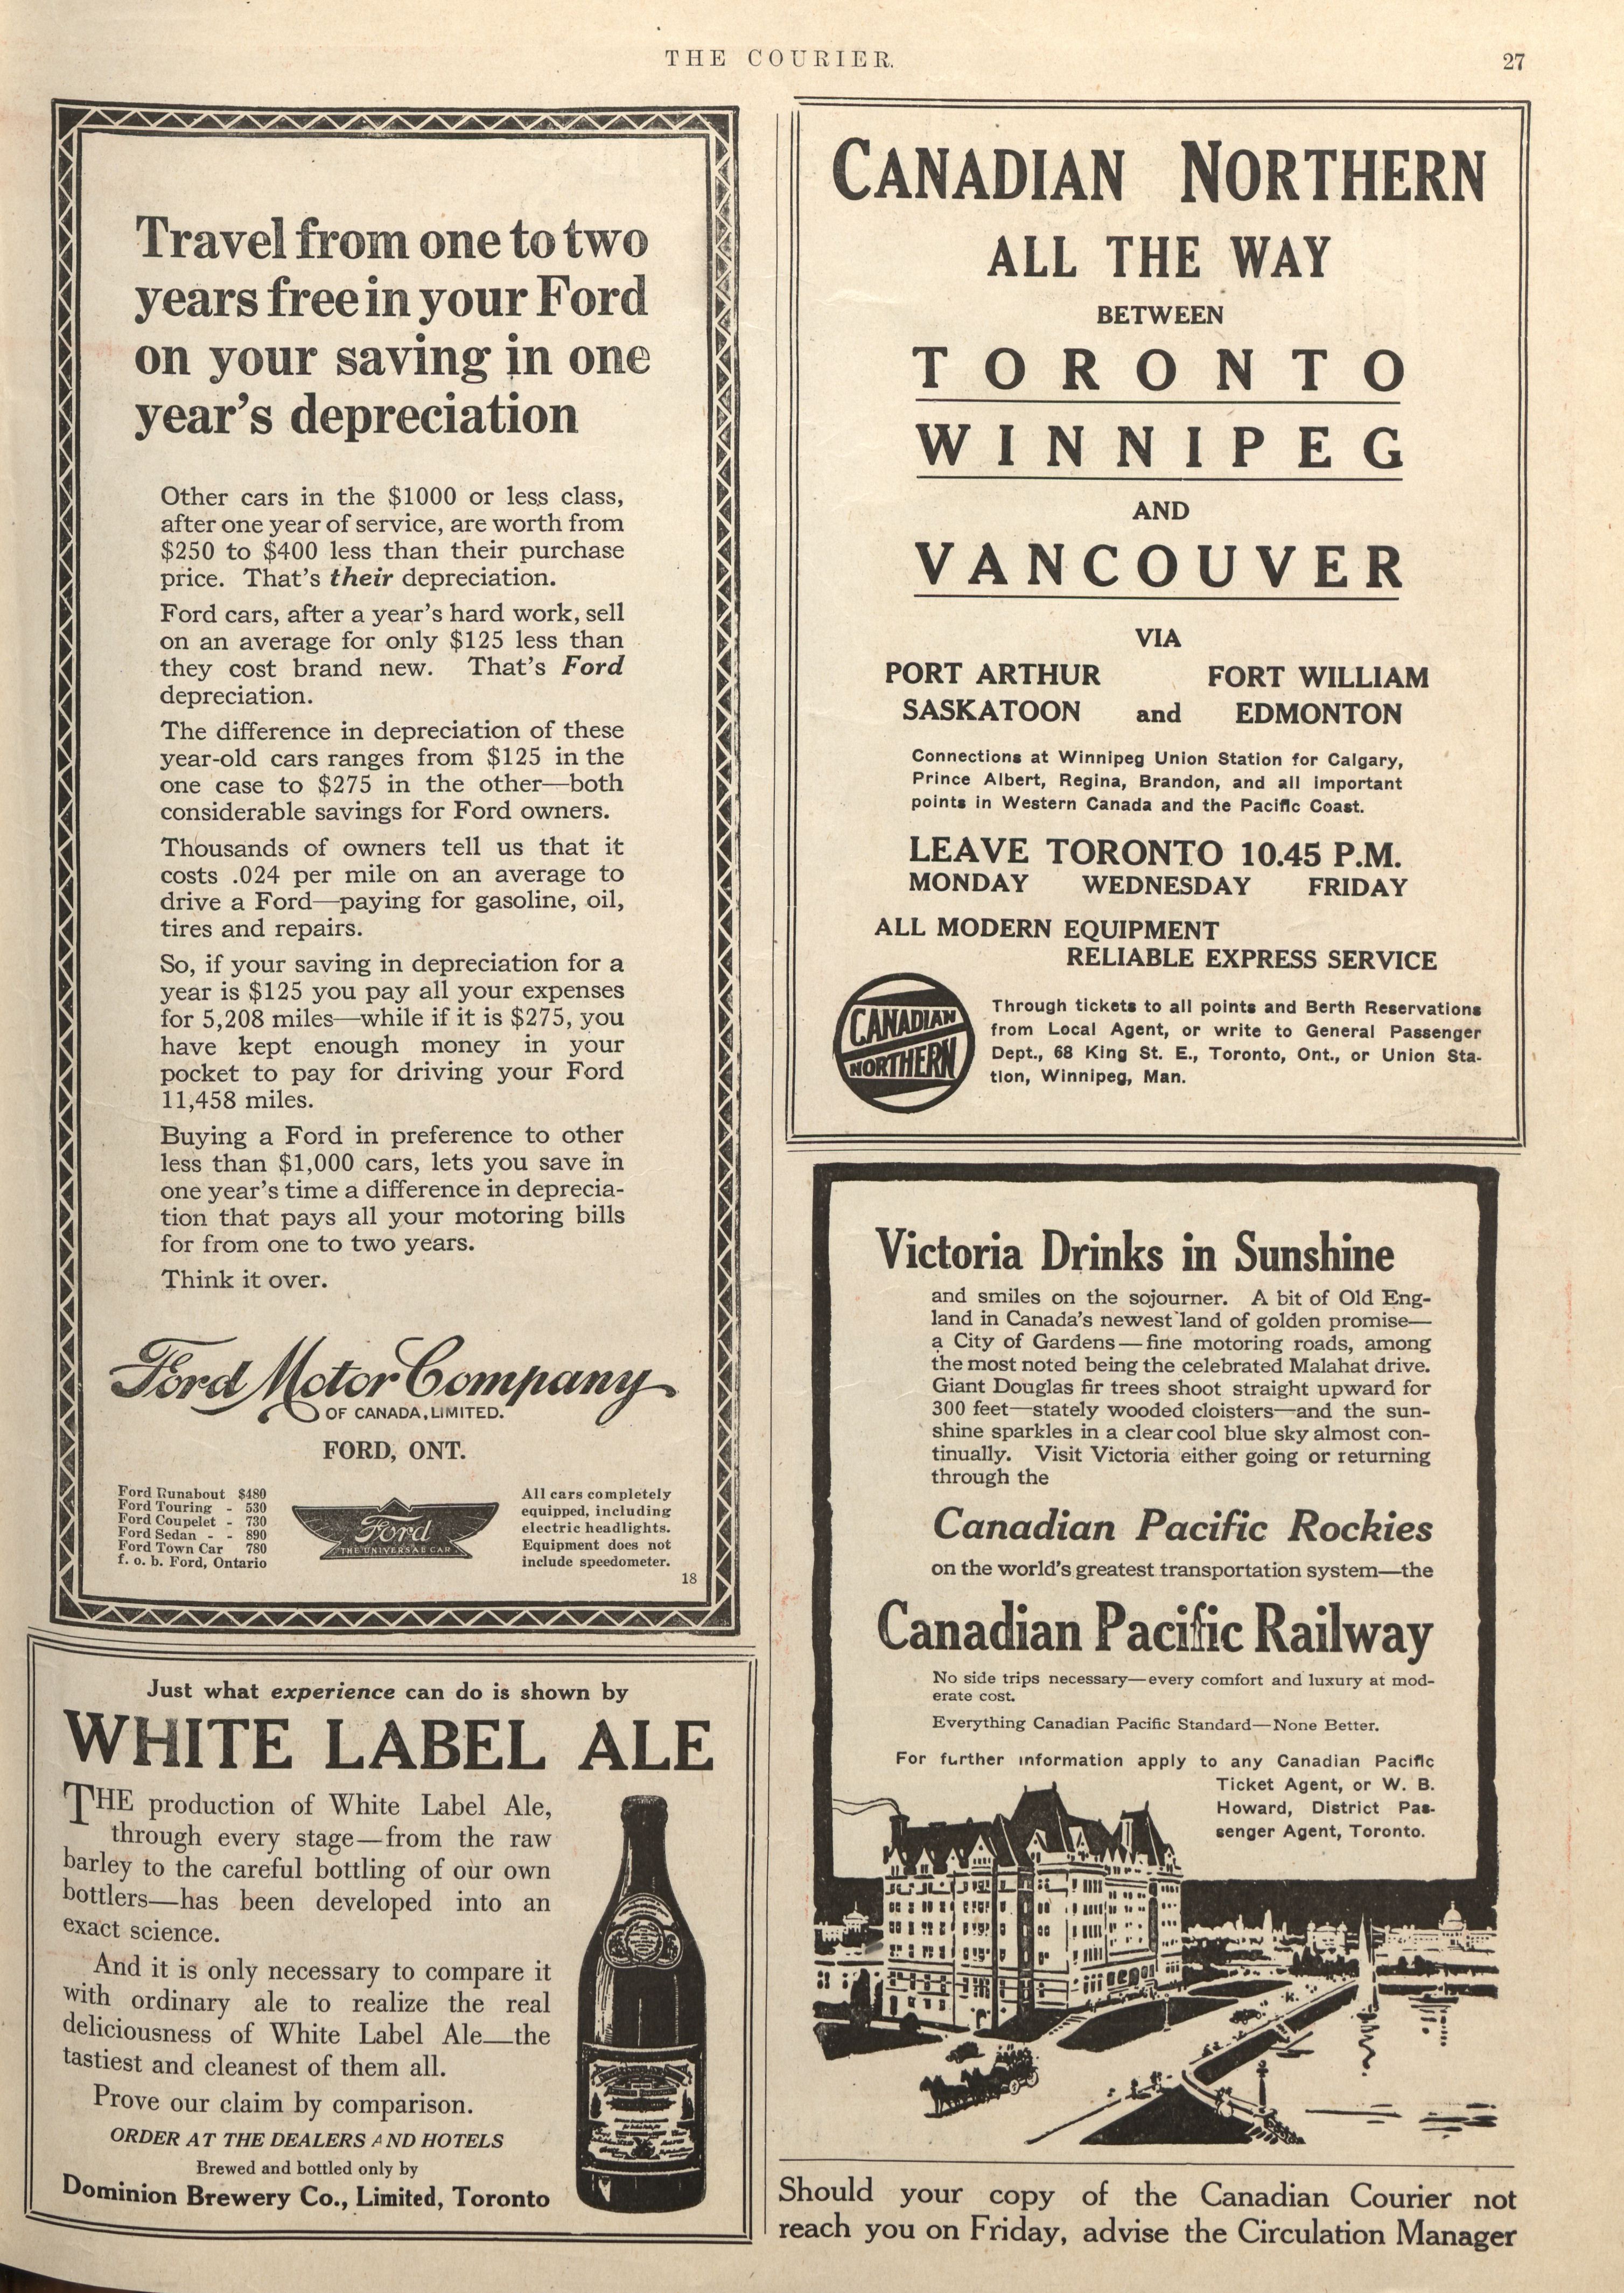 THE COURIER.
27
Travel from one to two
years free in your Ford
on your saving in one
year's depreciation
Other cars in the $1000 or less class,
after one year of service, are worth from
$250 to $400 less than their purchase
price. That's their depreciation.
Ford cars, after a year's hard work, sell
on an average for only $125 less than
they cost brand new. That's Ford
depreciation.
The difference in depreciation of these
year-old cars ranges from $125 in the
one case to $275 in the other—both
considerable savings for Ford owners.
Thousands of owners tell us that it
costs .024 per mile on an average to
drive a Ford—paying for gasoline, oil,
tires and repairs.
So, if your saving in depreciation for a
year is $125 you pay all your expenses
for 5,208 miles—while if it is $275, you
have kept enough money in your
pocket to pay for driving your Ford
11,458 miles.
Buying a Ford in preference to other
less than $1,000 cars, lets you save in
one year's time a difference in deprecia-
tion that pays all your motoring bills
for from one to two years.
Think it over.
Ford Motor Company
OF CANADA, LIMITED.
FORD, ONT.
Ford Runabout $480
Ford Touring - 530
Ford Coupelet - 730
Ford Sedan - - 890
Ford Town Car 780
f. o. b. Ford, Ontario
Ford
THE UNIVERSAL CAR
All cars completely
equipped, including
electric headlights.
Equipment does not
include speedometer.
18
Just what experience can do is shown by
WHITE LABEL ALE
THE production of White Label Ale,
through every stage—from the raw
barley to the careful bottling of our own
bottlers—has been developed into an
exact science.
And it is only necessary to compare it
with ordinary ale to realize the real
deliciousness of White Label Ale—the
tastiest and cleanest of them all.
Prove our claim by comparison.
ORDER AT THE DEALERS AND HOTELS
Brewed and bottled only by
Dominion Brewery Co., Limited, Toronto
CANADIAN NORTHERN
ALL THE WAY
BETWEEN
TORONTO
WINNIPEG
AND
VANCOUVER
VIA
PORT ARTHUR FORT WILLIAM
SASKATOON and EDMONTON
Connections at Winnipeg Union Station for Calgary,
Prince Albert, Regina, Brandon, and all important
points in Western Canada and the Pacific Coast.
LEAVE TORONTO 10.45 P.M.
MONDAY WEDNESDAY FRIDAY
ALL MODERN EQUIPMENT
RELIABLE EXPRESS SERVICE
CANADIAN
NORTHERN
Through tickets to all points and Berth Reservations
from Local Agent, or write to General Passenger
Dept., 68 King St. E., Toronto, Ont., or Union Sta-
tion, Winnipeg, Man.
Victoria Drinks in Sunshine
and smiles on the sojourner. A bit of Old Eng-
land in Canada's newest land of golden promise—
a City of Gardens—fine motoring roads, among
the most noted being the celebrated Malahat drive.
Giant Douglas fir trees shoot straight upward for
300 feet—stately wooded cloisters—and the sun-
shine sparkles in a clear cool blue sky almost con-
tinually. Visit Victoria either going or returning
through the
Canadian Pacific Rockies
on the world's greatest transportation system—the
Canadian Pacific Railway
No side trips necessary—every comfort and luxury at mod-
erate cost.
Everything Canadian Pacific Standard—None Better.
For further information apply to any Canadian Pacific
Ticket Agent, or W. B.
Howard, District Pas-
senger Agent, Toronto.
Should your copy of the Canadian Courier not
reach you on Friday, advise the Circulation Manager